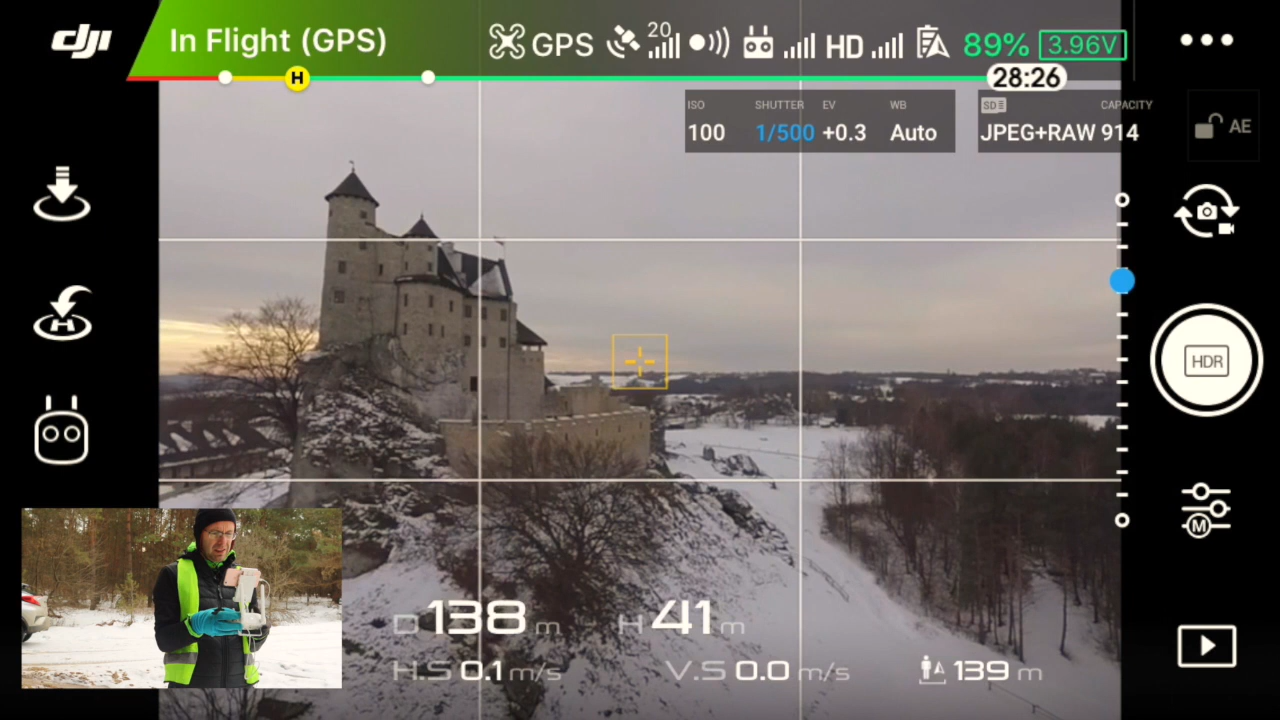 dji In Flight (GPS) GPS 20 HD 89% 3.96V
H 28:26
ISO SHUTTER EV WB SD CAPACITY
100 1/500 +0.3 Auto JPEG+RAW 914
AE
H
HDR
M
D 138 m H 41 m
H.S 0.1 m/s V.S 0.0 m/s 139 m